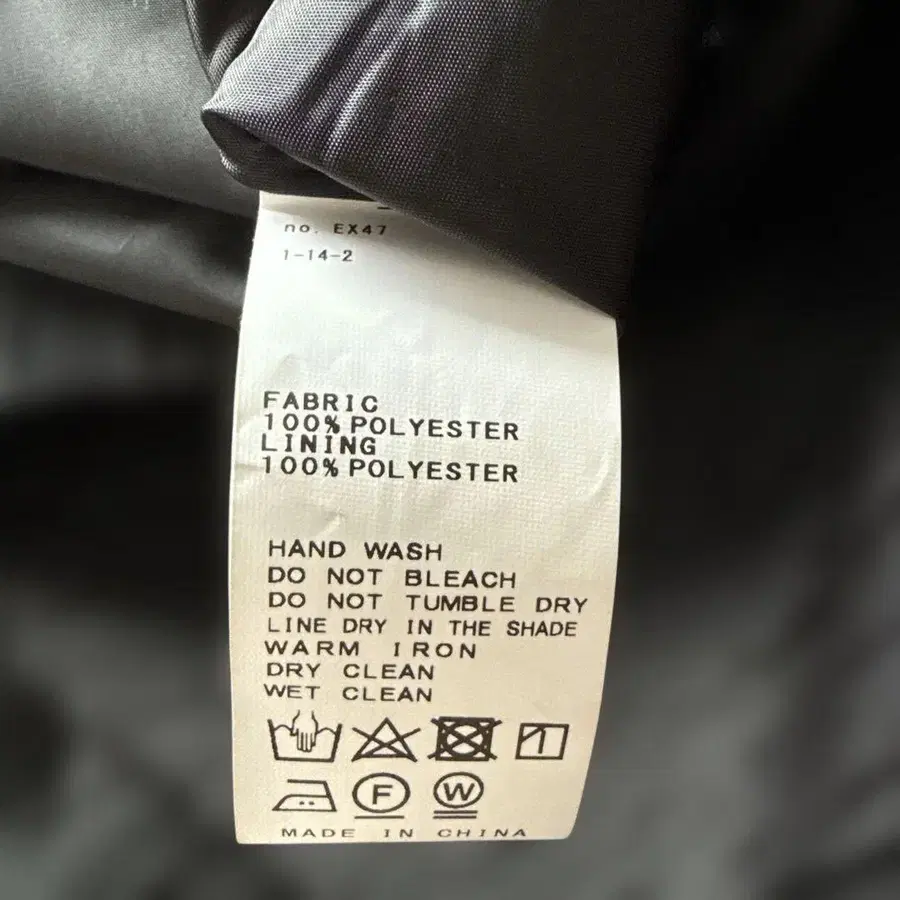 no. EX47
1-14-2
FABRIC
100% POLYESTER
LINING
100% POLYESTER
HAND WASH
DO NOT BLEACH
DO NOT TUMBLE DRY
LINE DRY IN THE SHADE
WARM IRON
DRY CLEAN
WET CLEAN
F W
MADE IN CHINA